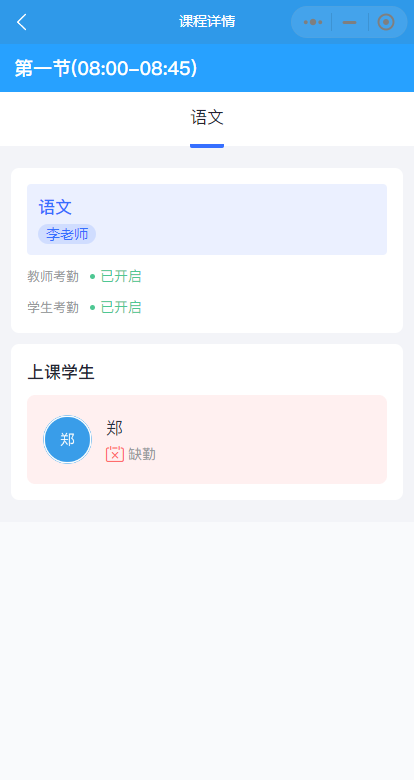 课程详情
第一节(08:00-08:45)
语文
语文
李老师
教师考勤 已开启
学生考勤 已开启
上课学生
郑
郑
缺勤